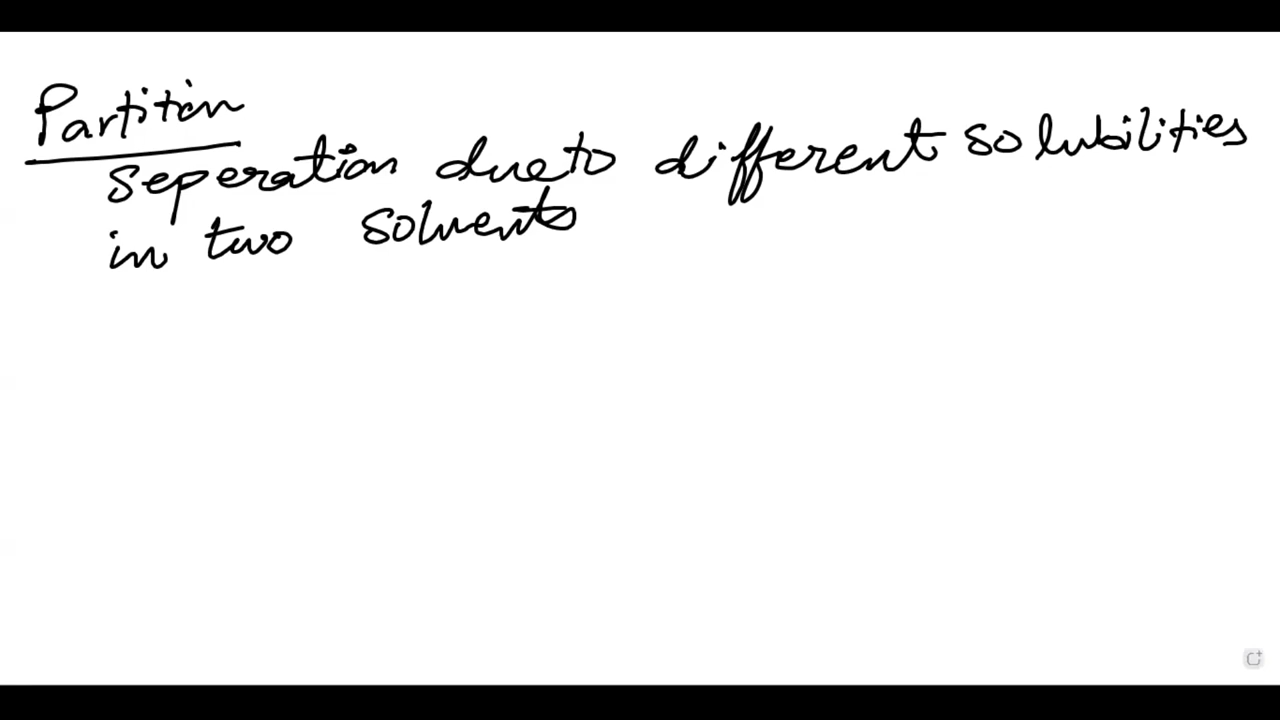 Partition
Seperation due to different solubilities
in two solvents